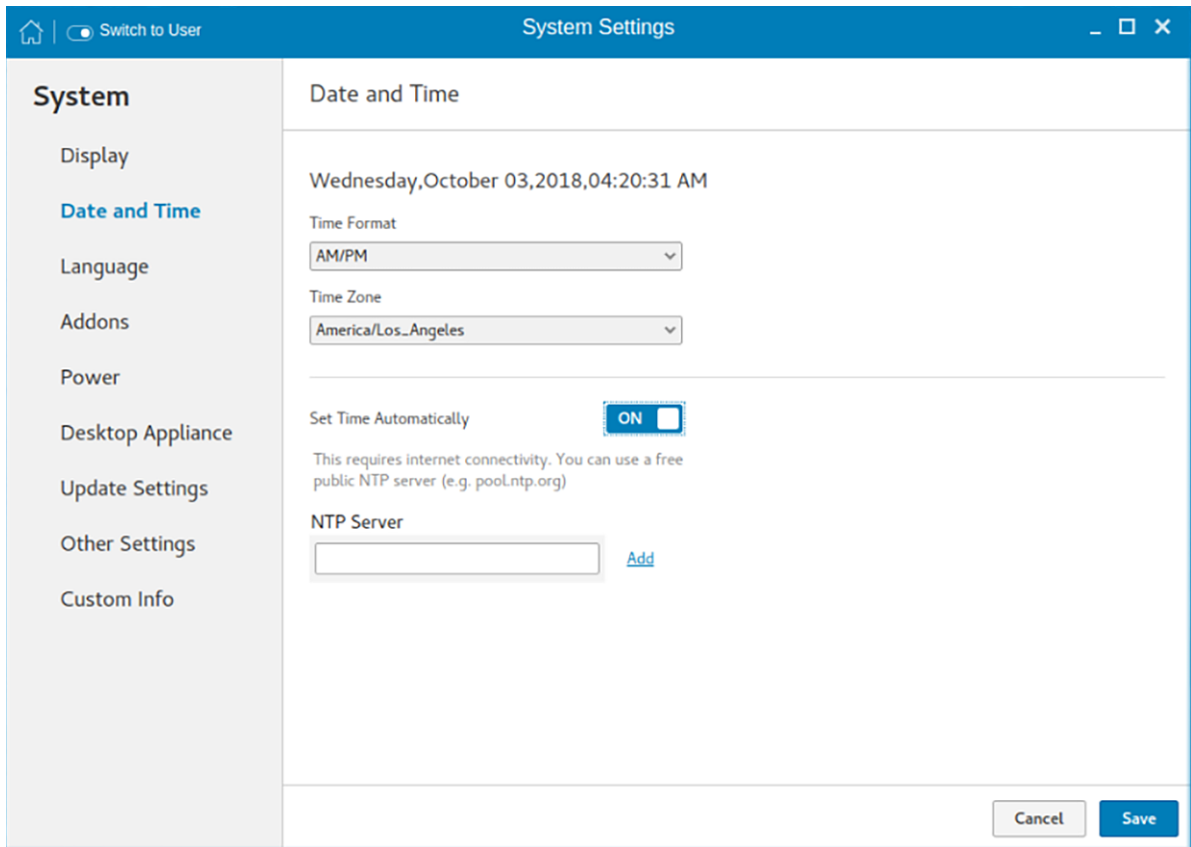 Switch to User
System Settings
System
Display
Date and Time
Language
Addons
Power
Desktop Appliance
Update Settings
Other Settings
Custom Info
Date and Time
Wednesday,October 03,2018,04:20:31 AM
Time Format
AM/PM
Time Zone
America/Los_Angeles
Set Time Automatically
ON
This requires internet connectivity. You can use a free
public NTP server (e.g. pool.ntp.org)
NTP Server
Add
Cancel
Save